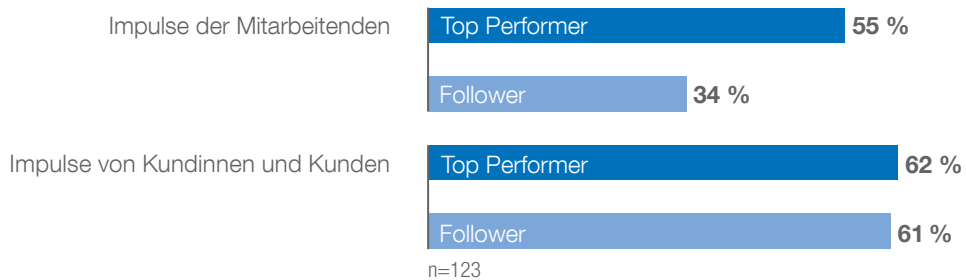 Impulse der Mitarbeitenden
Top Performer 55 %
Follower 34 %
Impulse von Kundinnen und Kunden
Top Performer 62 %
Follower 61 %
n=123